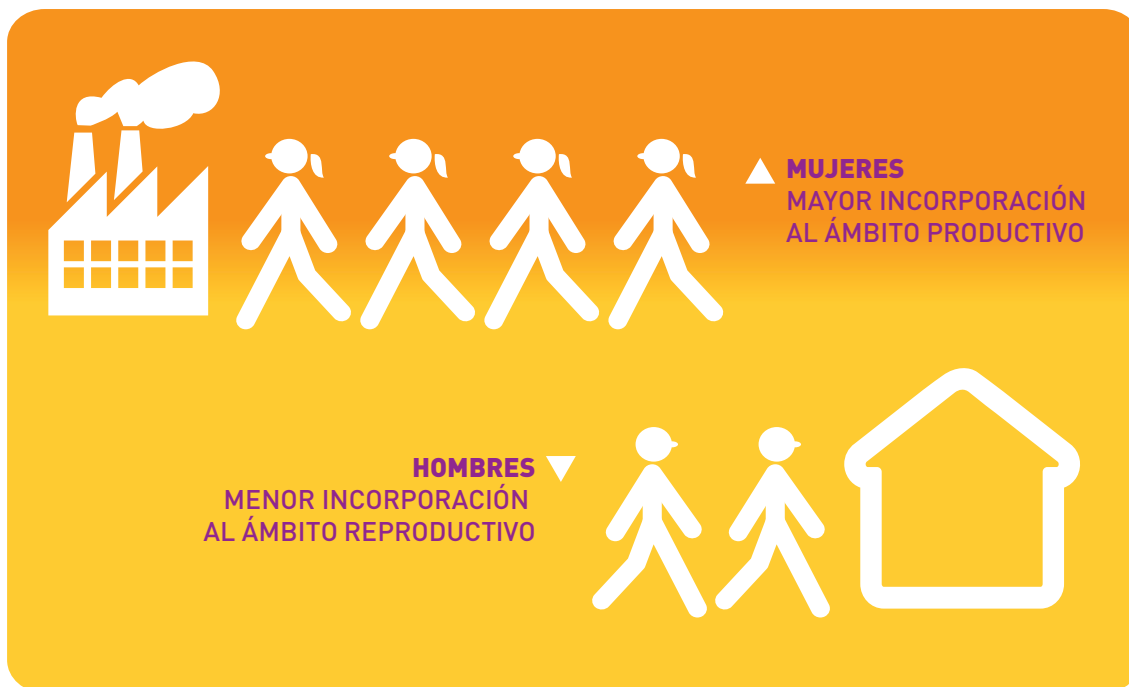 MUJERES
MAYOR INCORPORACIÓN
AL ÁMBITO PRODUCTIVO
HOMBRES
MENOR INCORPORACIÓN
AL ÁMBITO REPRODUCTIVO